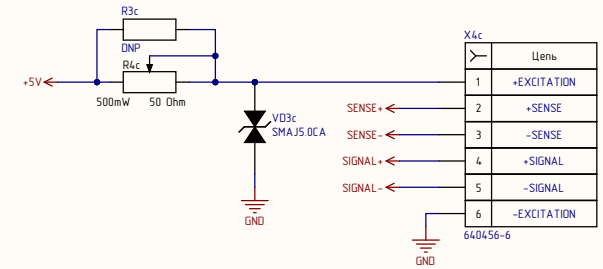 R3c
DNP
R4c
+5V
500mW 50 Ohm
VD3c
SMAJ5.0CA
GND
X4c
Цепь
1 +EXCITATION
SENSE+ 2 +SENSE
SENSE- 3 -SENSE
SIGNAL+ 4 +SIGNAL
SIGNAL- 5 -SIGNAL
6 -EXCITATION
640456-6
GND